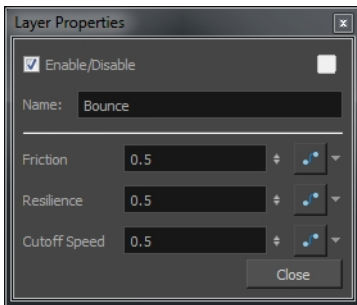 Layer Properties
Enable/Disable
Name: Bounce
Friction 0.5
Resilience 0.5
Cutoff Speed 0.5
Close